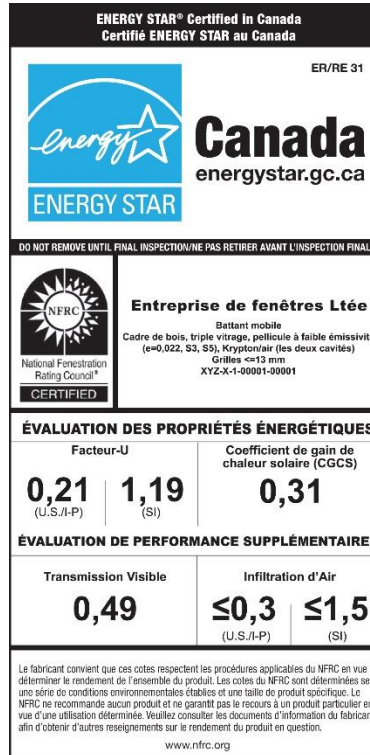 ENERGY STAR® Certified in Canada
Certifié ENERGY STAR au Canada
ER/RE 31
energy
ENERGY STAR
Canada
energystar.gc.ca
DO NOT REMOVE UNTIL FINAL INSPECTION/NE PAS RETIRER AVANT L'INSPECTION FINAL
NFRC
National Fenestration
Rating Council®
CERTIFIED
Entreprise de fenêtres Ltée
Battant mobile
Cadre de bois, triple vitrage, pellicule à faible émissivit
(e=0,022, S3, S5), Krypton/air (les deux cavités)
Grilles <=13 mm
XYZ-X-1-00001-00001
ÉVALUATION DES PROPRIÉTÉS ÉNERGÉTIQUES
Facteur-U
Coefficient de gain de
chaleur solaire (CGCS)
0,21 1,19
(U.S./I-P) (SI)
0,31
ÉVALUATION DE PERFORMANCE SUPPLÉMENTAIRE
Transmission Visible
Infiltration d'Air
0,49
≤0,3 ≤1,5
(U.S./I-P) (SI)
Le fabricant convient que ces cotes respectent les procédures applicables du NFRC en vue
déterminer le rendement de l'ensemble du produit. Les cotes du NFRC sont déterminées se
une série de conditions environnementales établies et une taille de produit spécifique. Le
NFRC ne recommande aucun produit et ne garantit pas le recours à un produit particulier en
vue d'une utilisation déterminée. Veuillez consulter les documents d'information du fabrican
afin d'obtenir d'autres reseignements sur le rendement du produit en question.
www.nfrc.org